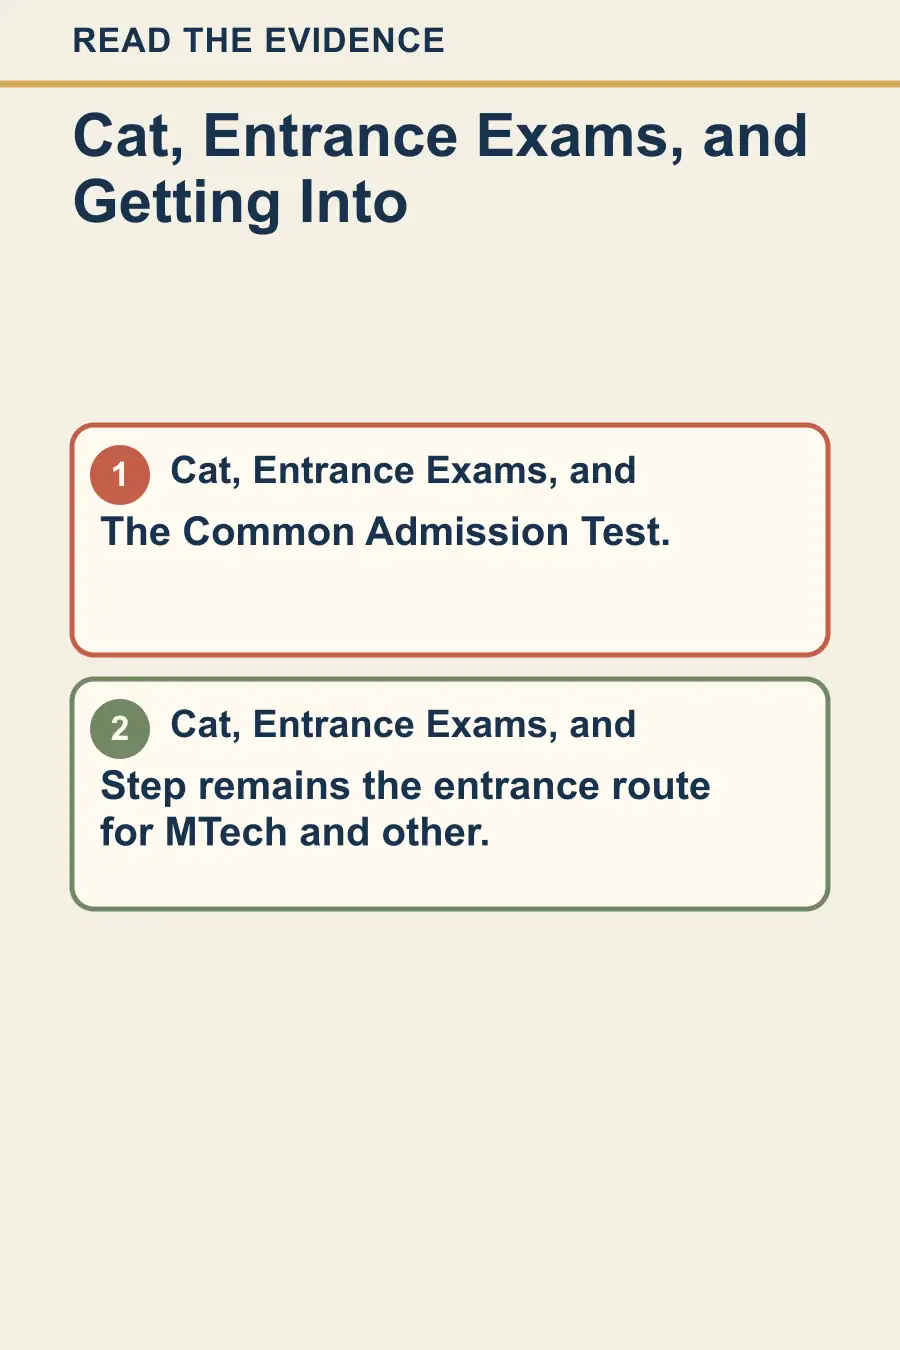 READ THE EVIDENCE
Cat, Entrance Exams, and
Getting Into
1 Cat, Entrance Exams, and
The Common Admission Test.
2 Cat, Entrance Exams, and
Step remains the entrance route
for MTech and other.